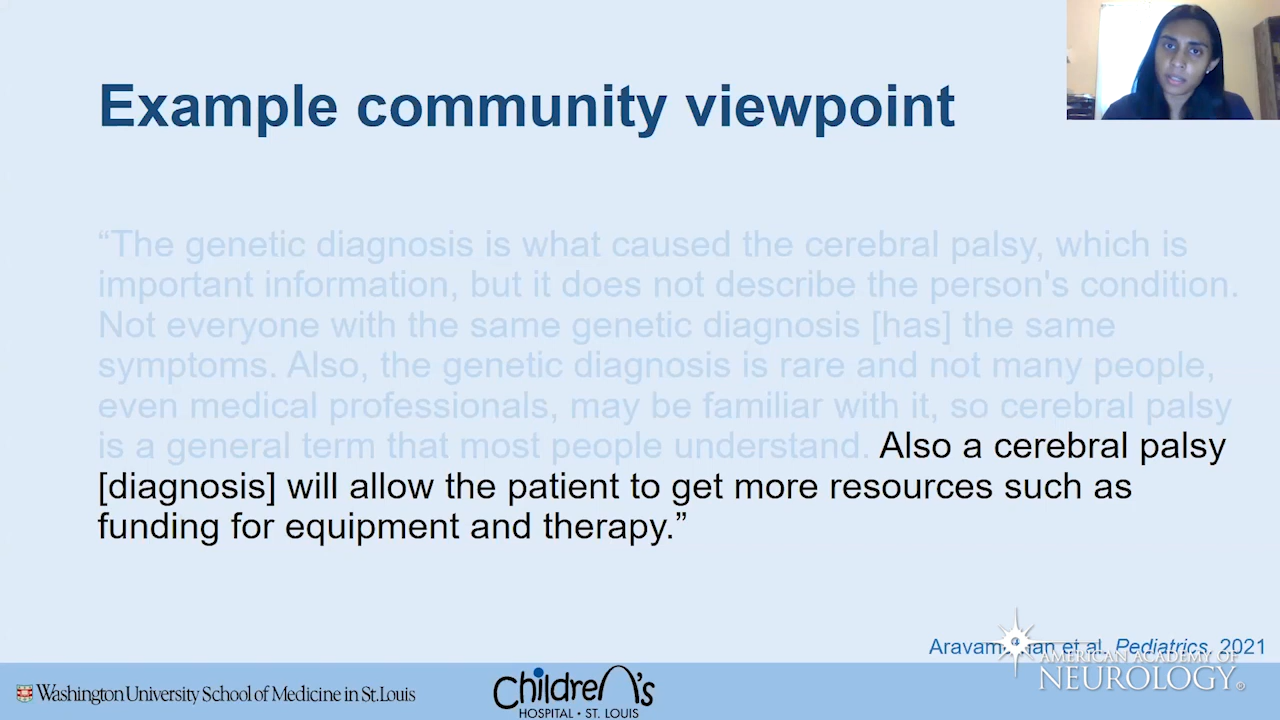 Example community viewpoint
“The genetic diagnosis is what caused the cerebral palsy, which is
important information, but it does not describe the person's condition.
Not everyone with the same genetic diagnosis [has] the same
symptoms. Also, the genetic diagnosis is rare and not many people,
even medical professionals, may be familiar with it, so cerebral palsy
is a general term that most people understand. Also a cerebral palsy
[diagnosis] will allow the patient to get more resources such as
funding for equipment and therapy.”
et al. Pediatrics, 2021
AMERICAN ACADEMY OF
NEUROLOGY®
Washington University School of Medicine in St. Louis
Children's
HOSPITAL • ST. LOUIS